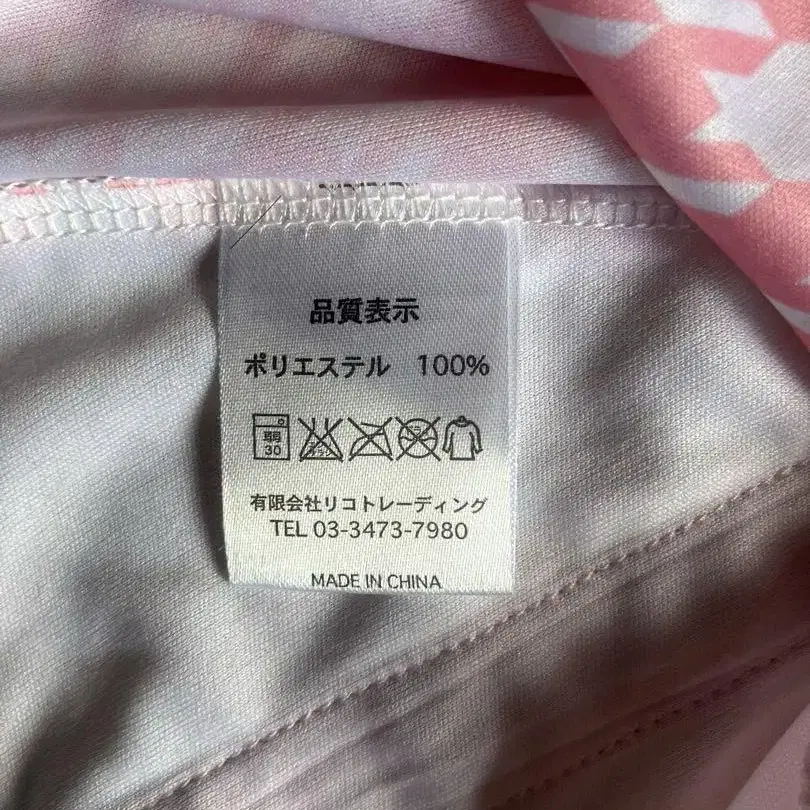 品質表示
ポリエステル 100%
30
有限会社リコトレーディング
TEL 03-3473-7980
MADE IN CHINA